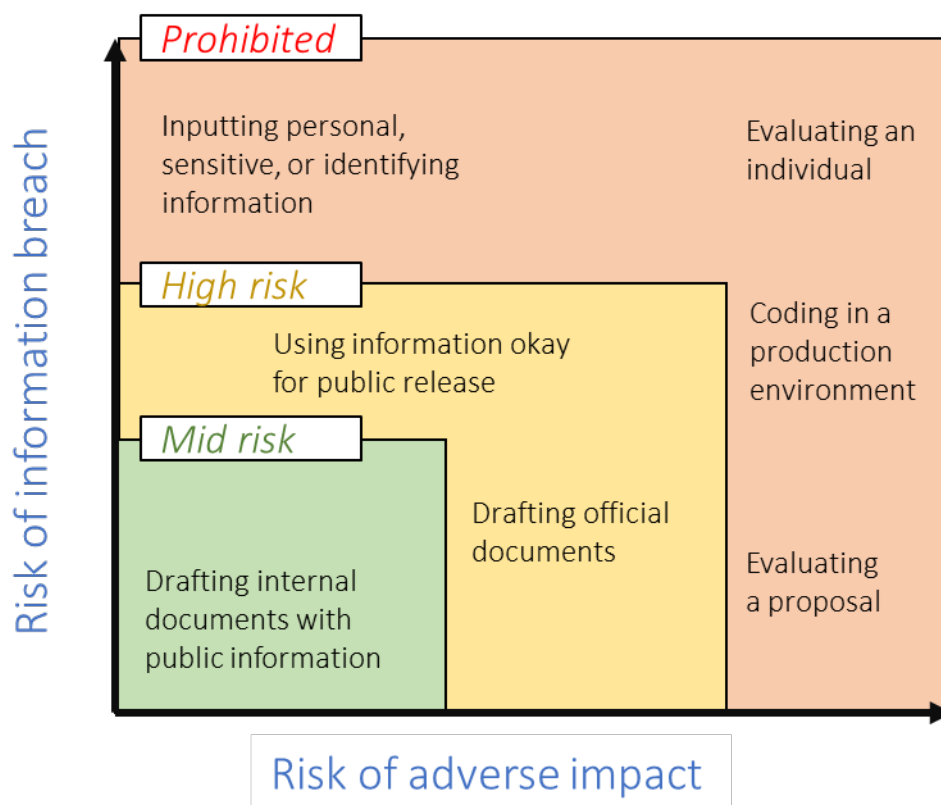 Prohibited
Inputting personal,
sensitive, or identifying
information
Evaluating an
individual
High risk
Using information okay
for public release
Coding in a
production
environment
Mid risk
Drafting official
documents
Drafting internal
documents with
public information
Evaluating
a proposal
Risk of information breach
Risk of adverse impact